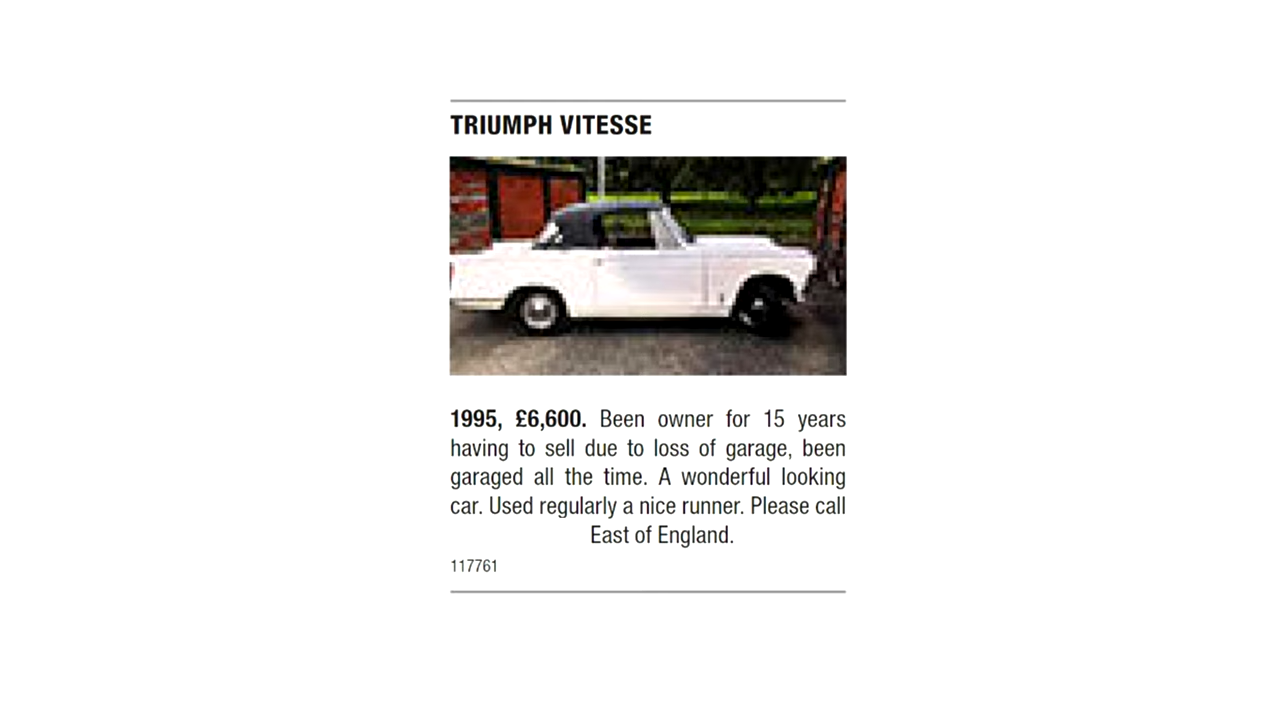 TRIUMPH VITESSE
1995, £6,600. Been owner for 15 years
having to sell due to loss of garage, been
garaged all the time. A wonderful looking
car. Used regularly a nice runner. Please call
East of England.
117761